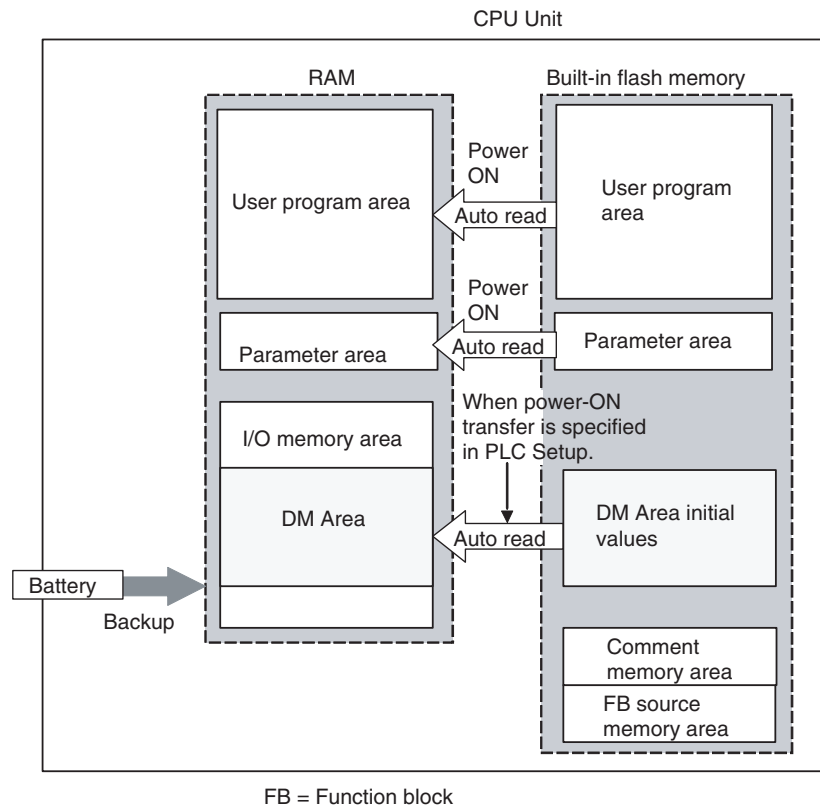 CPU Unit
RAM
Built-in flash memory
User program area
Power
ON
Auto read
User program
area
Parameter area
Power
ON
Auto read
Parameter area
When power-ON
transfer is specified
in PLC Setup.
I/O memory area
DM Area
Auto read
DM Area initial
values
Battery
Backup
Comment
memory area
FB source
memory area
FB = Function block